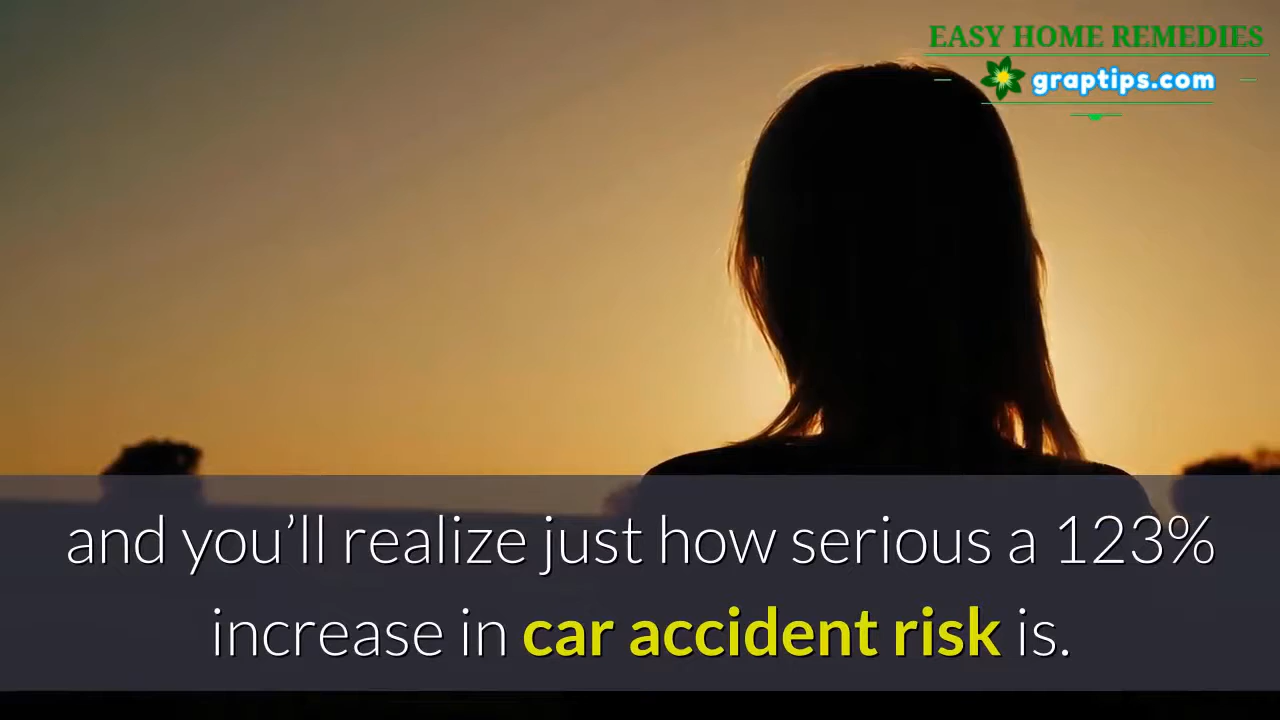 EASY HOME REMEDIES
graptips.com
and you’ll realize just how serious a 123%
increase in car accident risk is.